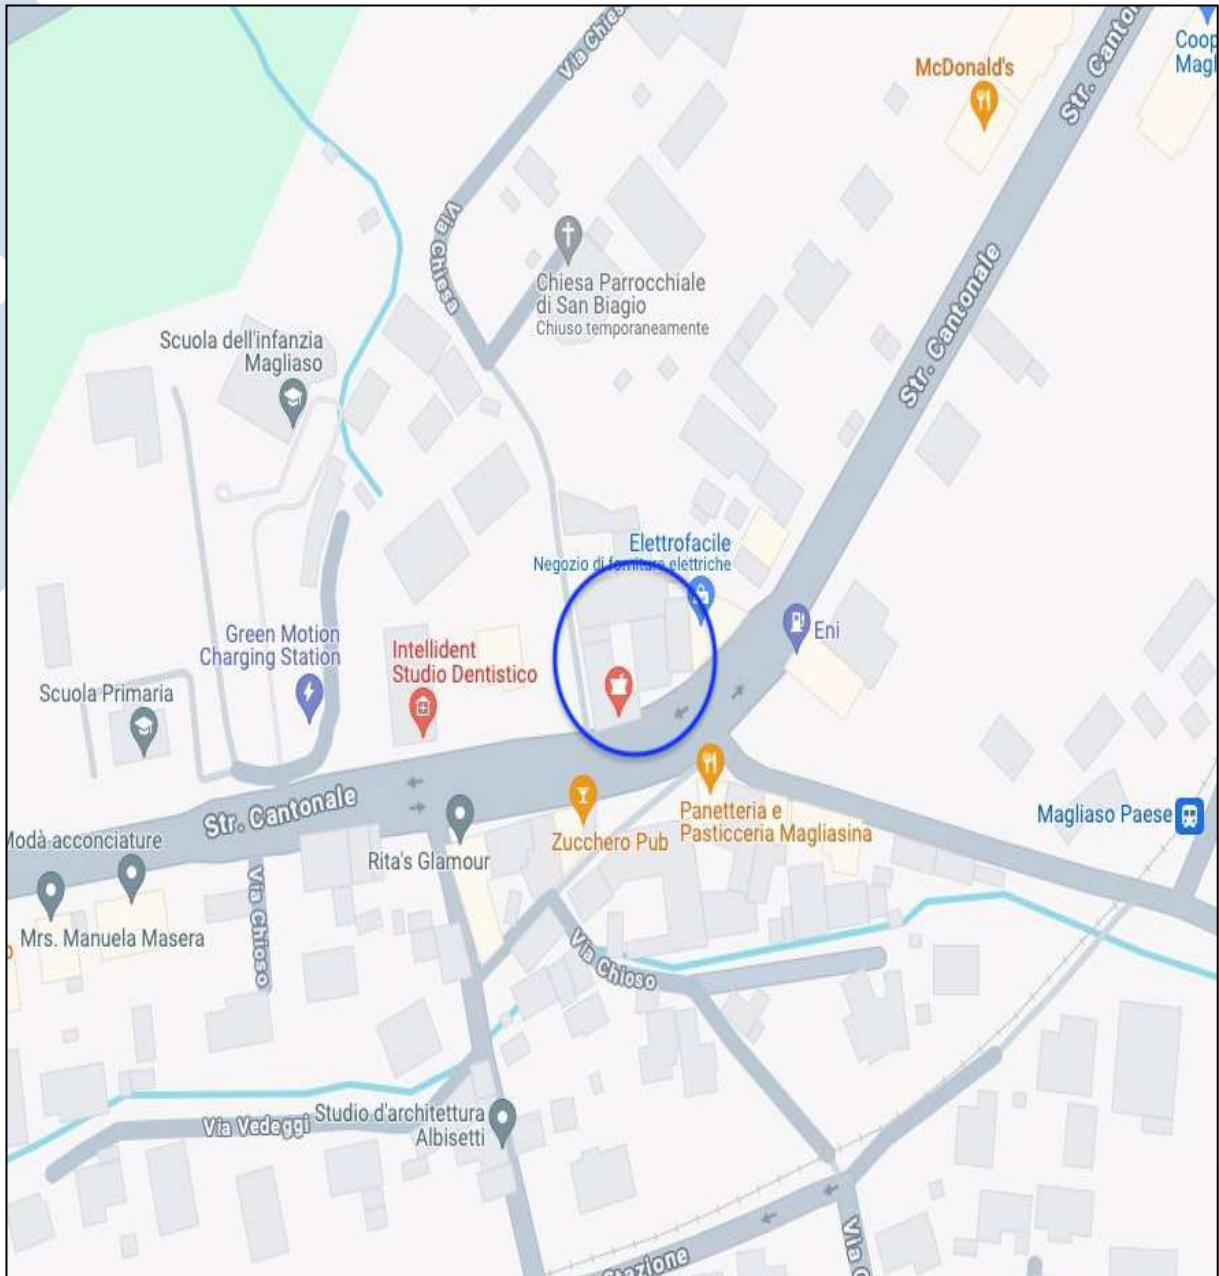 Via Chies
McDonald's
Str. Canton
Coop
Magl
Via Chiesa
Chiesa Parrocchiale
di San Biagio
Chiuso temporaneamente
Str. Cantonale
Scuola dell'infanzia
Magliaso
Elettrofacile
Negozio di forniture elettriche
Green Motion
Charging Station
Intellident
Studio Dentistico
Eni
Scuola Primaria
Str. Cantonale
Modà acconciature
Rita's Glamour
Zucchero Pub
Panetteria e
Pasticceria Magliasina
Magliaso Paese
Mrs. Manuela Masera
Via Chioso
Via Chioso
Via Vedeggi
Studio d'architettura
Albisetti
Stazione
Via C